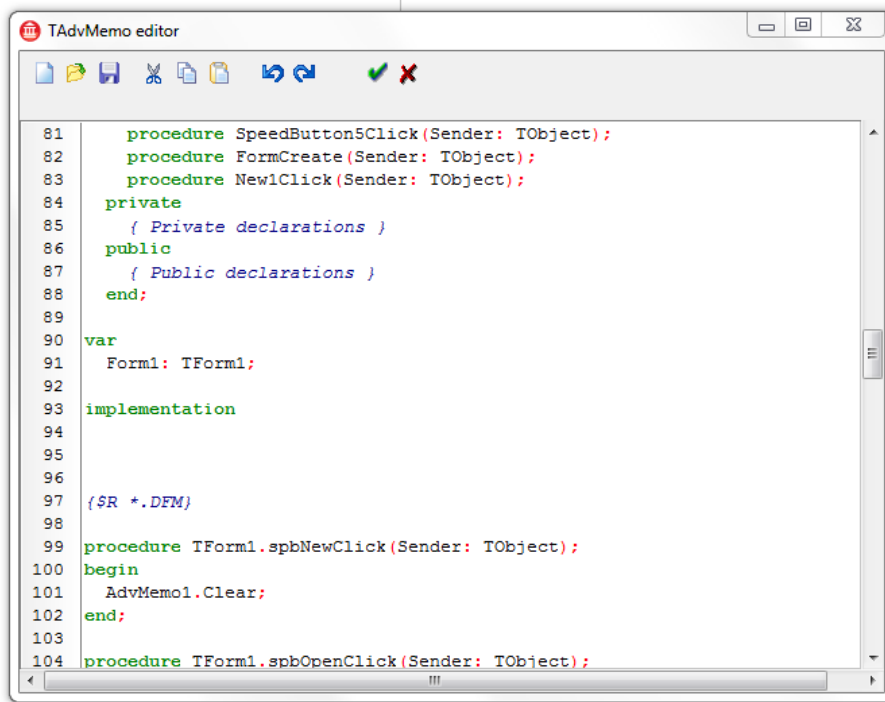 TAdvMemo editor
81 procedure SpeedButton5Click(Sender: TObject);
82 procedure FormCreate(Sender: TObject);
83 procedure New1Click(Sender: TObject);
84 private
85 { Private declarations }
86 public
87 { Public declarations }
88 end;
89
90 var
91 Form1: TForm1;
92
93 implementation
94
95
96
97 {$R *.DFM}
98
99 procedure TForm1.spbNewClick(Sender: TObject);
100 begin
101 AdvMemo1.Clear;
102 end;
103
104 procedure TForm1.spbOpenClick(Sender: TObject);